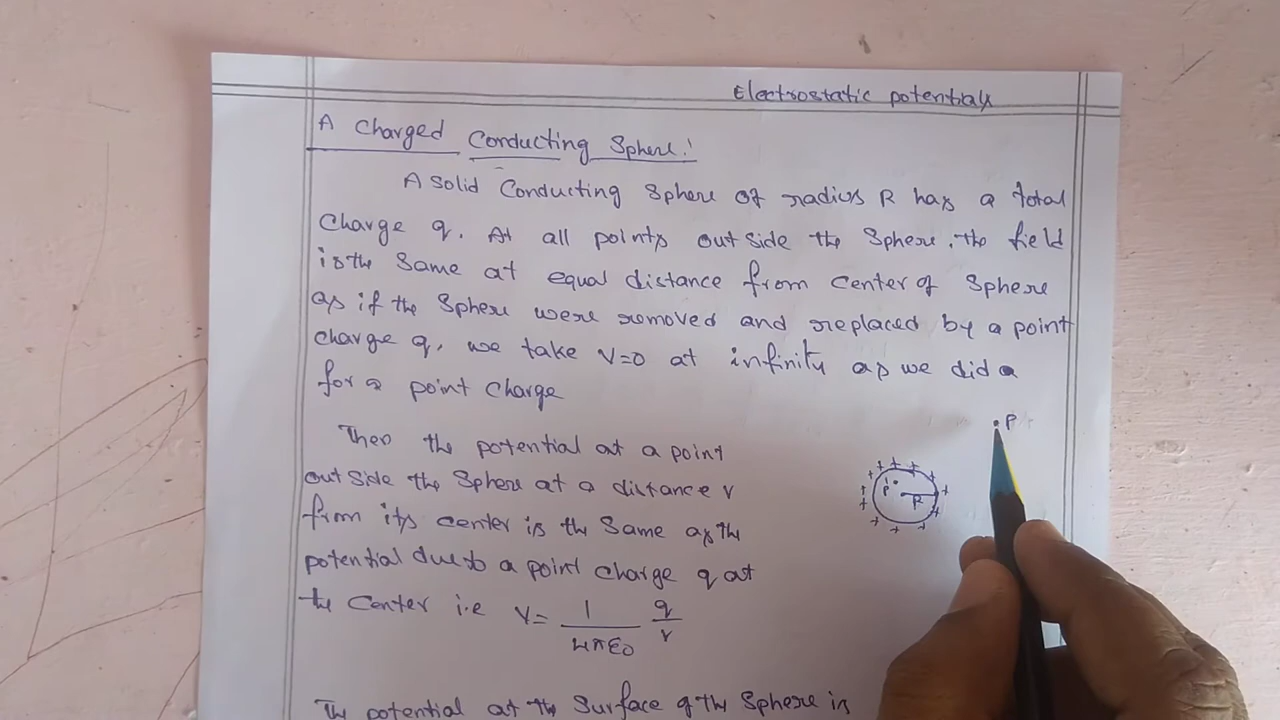 Electrostatic potentials
A Charged Conducting Sphere:
A Solid Conducting Sphere of radius R has a total
Charge q. At all points out side the Sphere, the field
is the Same at equal distance from center of Sphere
as if the Sphere were removed and replaced by a point
charge q, we take V=0 at infinity as we did a
for a point charge
Then the potential at a point
out side the Sphere at a distance r
from its center is the Same as the
potential due to a point charge q at
the Center i.e V = 1/4πε0 q/r
The potential at the Surface of the Sphere is
P
P
R